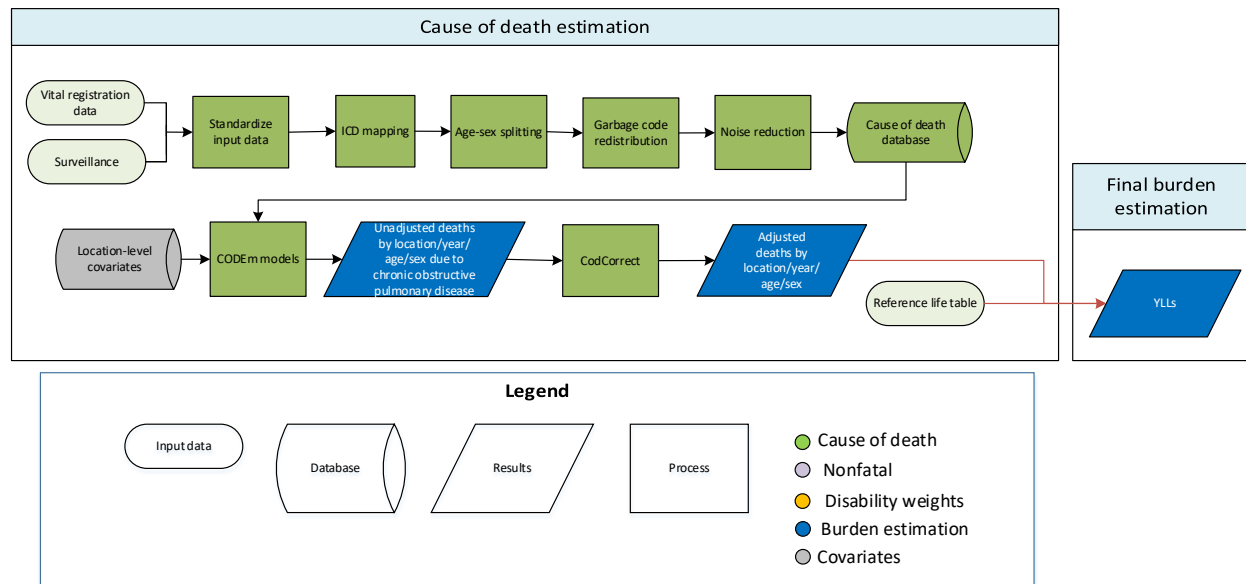 Cause of death estimation
Vital registration
data
Surveillance
Standardize
input data
ICD mapping
Age-sex splitting
Garbage code
redistribution
Noise reduction
Cause of death
database
Location-level
covariates
CODEm models
Unadjusted deaths
by location/year/
age/sex due to
chronic obstructive
pulmonary disease
CodCorrect
Adjusted
deaths by
location/year/
age/sex
Reference life table
Final burden
estimation
YLLs
Legend
Input data
Database
Results
Process
Cause of death
Nonfatal
Disability weights
Burden estimation
Covariates